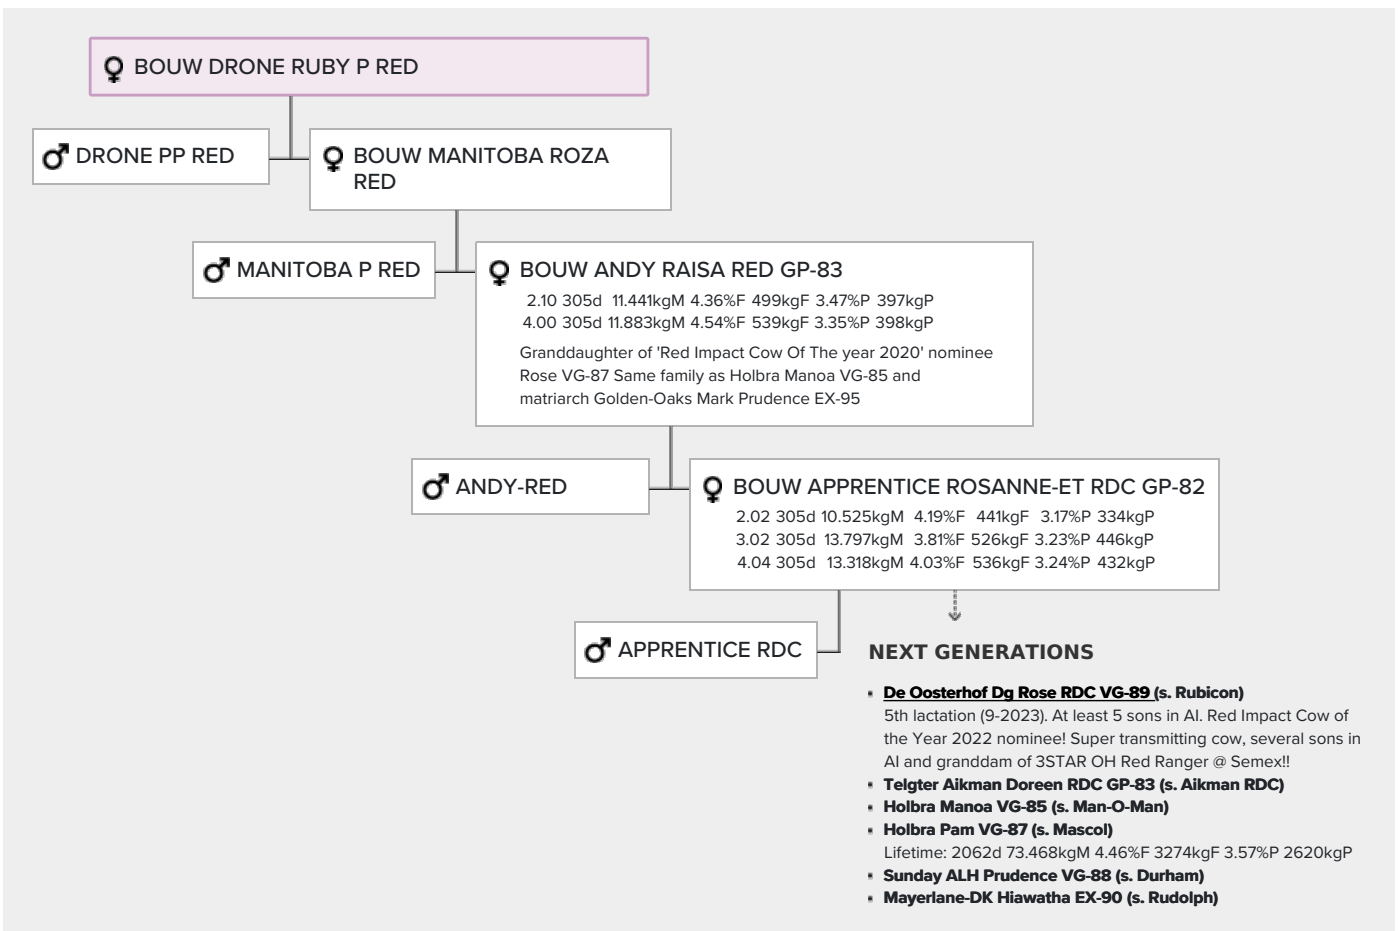 BOUW DRONE RUBY P RED
DRONE PP RED
BOUW MANITOBA ROZA
RED
MANITOBA P RED
BOUW ANDY RAISA RED GP-83
2.10 305d 11.441kgM 4.36%F 499kgF 3.47%P 397kgP
4.00 305d 11.883kgM 4.54%F 539kgF 3.35%P 398kgP
Granddaughter of 'Red Impact Cow Of The year 2020' nominee
Rose VG-87 Same family as Holbra Manoa VG-85 and
matriarch Golden-Oaks Mark Prudence EX-95
ANDY-RED
BOUW APPRENTICE ROSANNE-ET RDC GP-82
2.02 305d 10.525kgM 4.19%F 441kgF 3.17%P 334kgP
3.02 305d 13.797kgM 3.81%F 526kgF 3.23%P 446kgP
4.04 305d 13.318kgM 4.03%F 536kgF 3.24%P 432kgP
APPRENTICE RDC
NEXT GENERATIONS
De Oosterhof Dg Rose RDC VG-89 (s. Rubicon)
5th lactation (9-2023). At least 5 sons in AI. Red Impact Cow of
the Year 2022 nominee! Super transmitting cow, several sons in
AI and granddam of 3STAR OH Red Ranger @ Semex!!
Telgter Aikman Doreen RDC GP-83 (s. Aikman RDC)
Holbra Manoa VG-85 (s. Man-O-Man)
Holbra Pam VG-87 (s. Mascol)
Lifetime: 2062d 73.468kgM 4.46%F 3274kgF 3.57%P 2620kgP
Sunday ALH Prudence VG-88 (s. Durham)
Mayerlane-DK Hiawatha EX-90 (s. Rudolph)